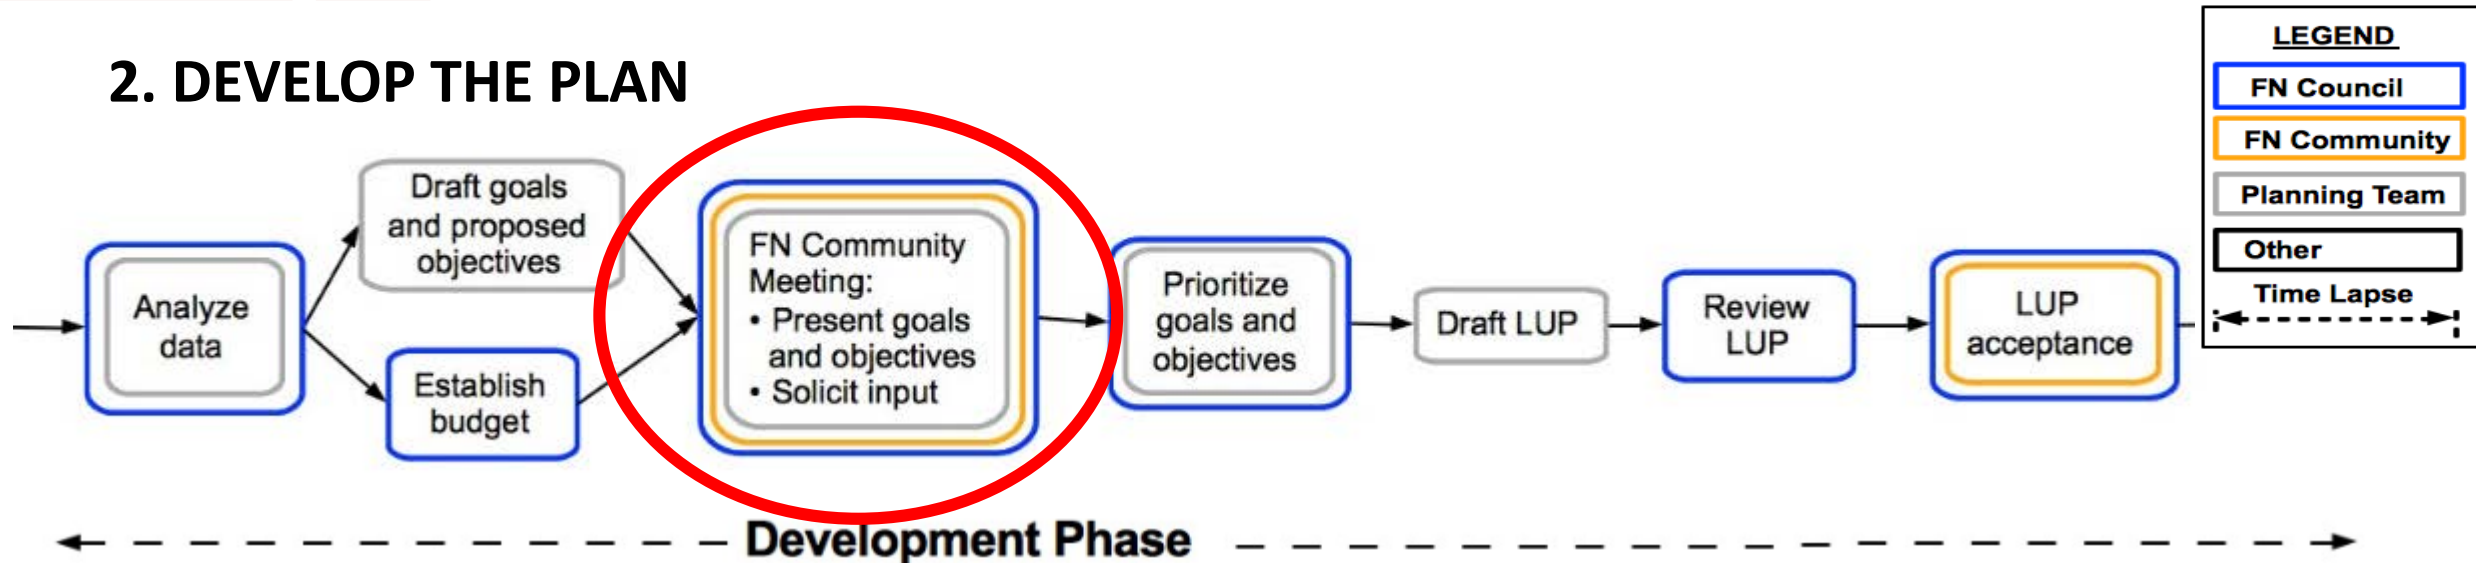 2. DEVELOP THE PLAN
LEGEND
FN Council
FN Community
Planning Team
Other
Time Lapse
Analyze
data
Draft goals
and proposed
objectives
Establish
budget
FN Community
Meeting:
• Present goals
and objectives
• Solicit input
Prioritize
goals and
objectives
Draft LUP
Review
LUP
LUP
acceptance
Development Phase